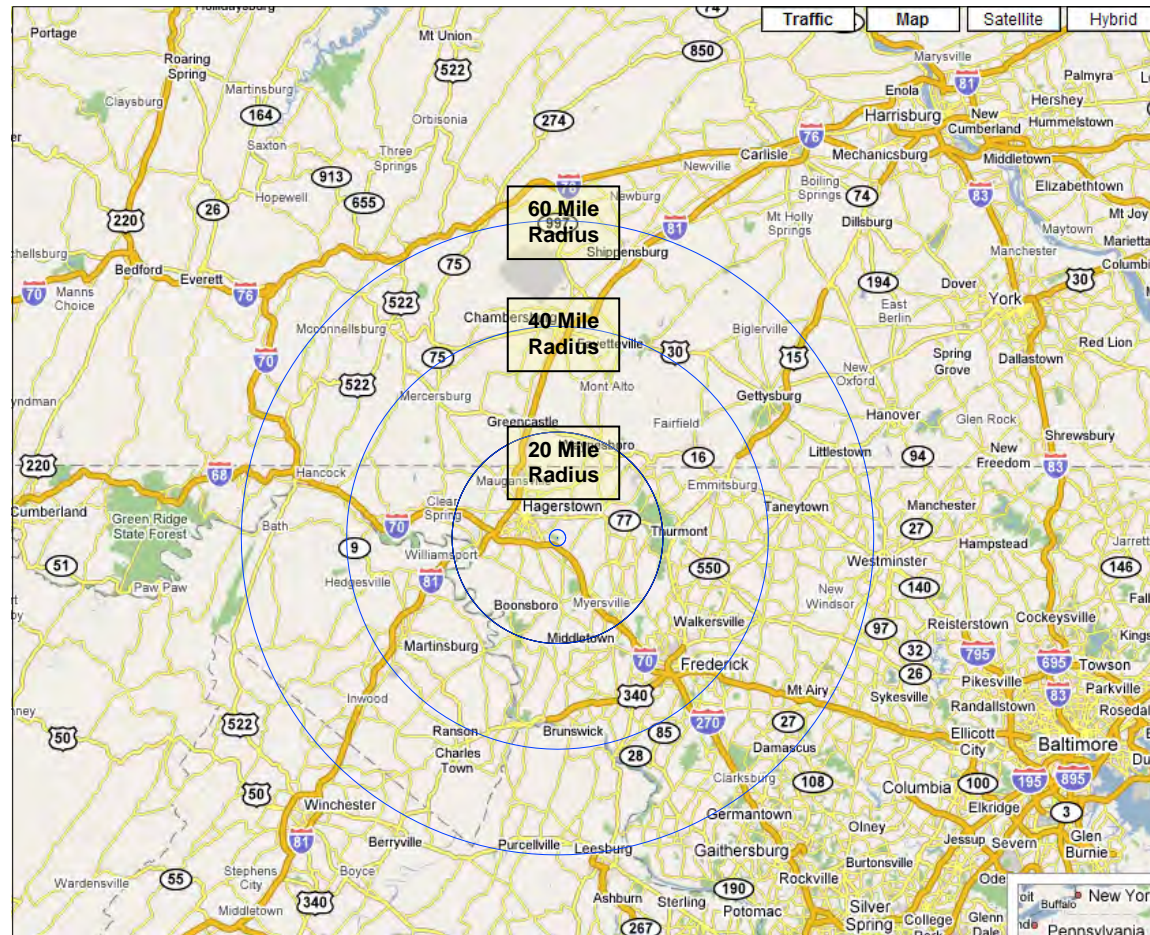 Hollidaysburg
74
Traffic
Map
Satellite
Hybrid
Portage
Mt Union
850
Marysville
Roaring
Spring
522
81
Palmyra
Claysburg
Martinsburg
Enola
Hershey
164
Orbisonia
274
Harrisburg
New
Cumberland
Hummelstown
76
Saxton
Three
Springs
Carlisle
Mechanicsburg
Middletown
913
Newville
Boiling
Springs
Elizabethtown
Hopewell
655
76
Newburg
74
83
26
60 Mile
Radius
997
Mt Holly
Springs
Dillsburg
Mt Joy
220
81
Maytown
Shippensburg
Manchester
Marietta
Bedford
75
Everett
194
Dover
30
70
Manns
Choice
76
522
East
Berlin
York
Mcconnellsburg
40 Mile
Radius
Biglerville
Fayetteville
30
15
Spring
Grove
Red Lion
70
75
Dallastown
522
Mercersburg
Mont Alto
New
Oxford
Gettysburg
Hanover
Glen Rock
Greencastle
Fairfield
20 Mile
Radius
Shrewsbury
220
68
Hancock
16
Littlestown
94
New
Freedom
83
Maugansville
Emmitsburg
Cumberland
Green Ridge
State Forest
Bath
Clear
Spring
Hagerstown
77
Taneytown
Manchester
70
Thurmont
27
Hampstead
9
Williamsport
Westminster
51
Hedgesville
81
550
146
Paw Paw
New
Windsor
140
Boonsboro
Myersville
Walkersville
Reisterstown
Cockeysville
97
Martinsburg
Middletown
32
795
695
70
Frederick
26
Pikesville
Towson
Inwood
340
Mt Airy
Sykesville
83
Parkville
Randallstown
522
270
27
50
Ranson
Brunswick
85
Ellicott
City
Charles
Town
28
Damascus
Baltimore
Clarksburg
108
Columbia
100
195
895
50
Winchester
Germantown
Elkridge
3
81
Berryville
Purcellville
Leesburg
Gaithersburg
Olney
Jessup
Severn
Glen
Burnie
Burtonsville
Wardensville
55
Stephens
City
Boyce
Rockville
340
Ashburn
Sterling
190
Potomac
Middletown
267
Silver
Spring
College
Glenn
Dale
Buffalo
Pennsylvania